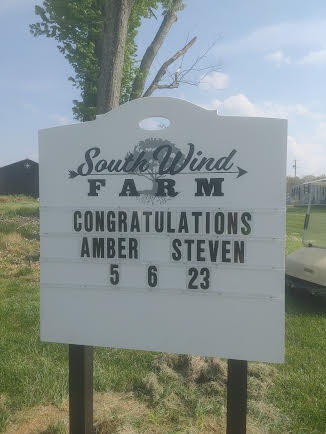 South Wind
FARM
CONGRATULATIONS
AMBER STEVEN
5 6 23